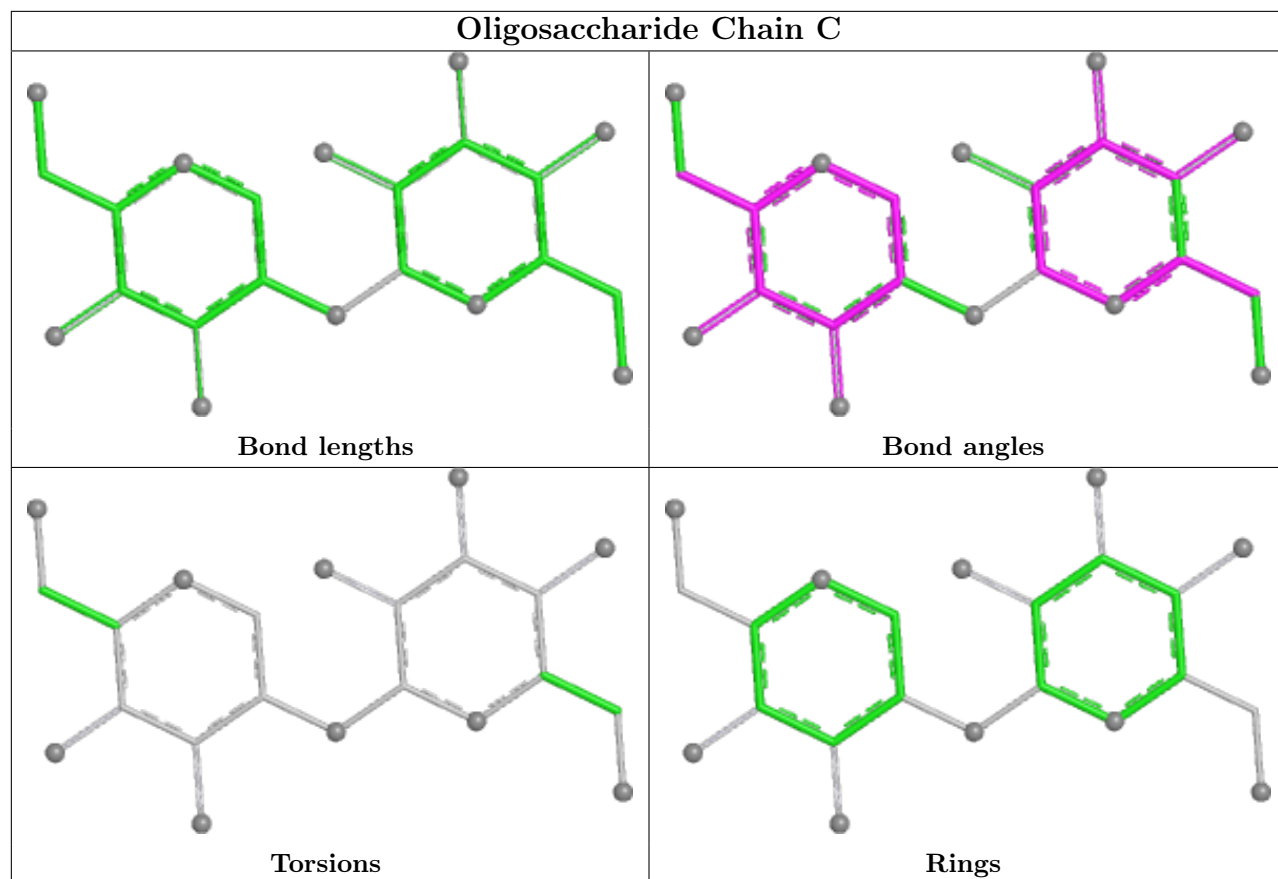 Oligosaccharide Chain C
Bond lengths
Bond angles
Torsions
Rings